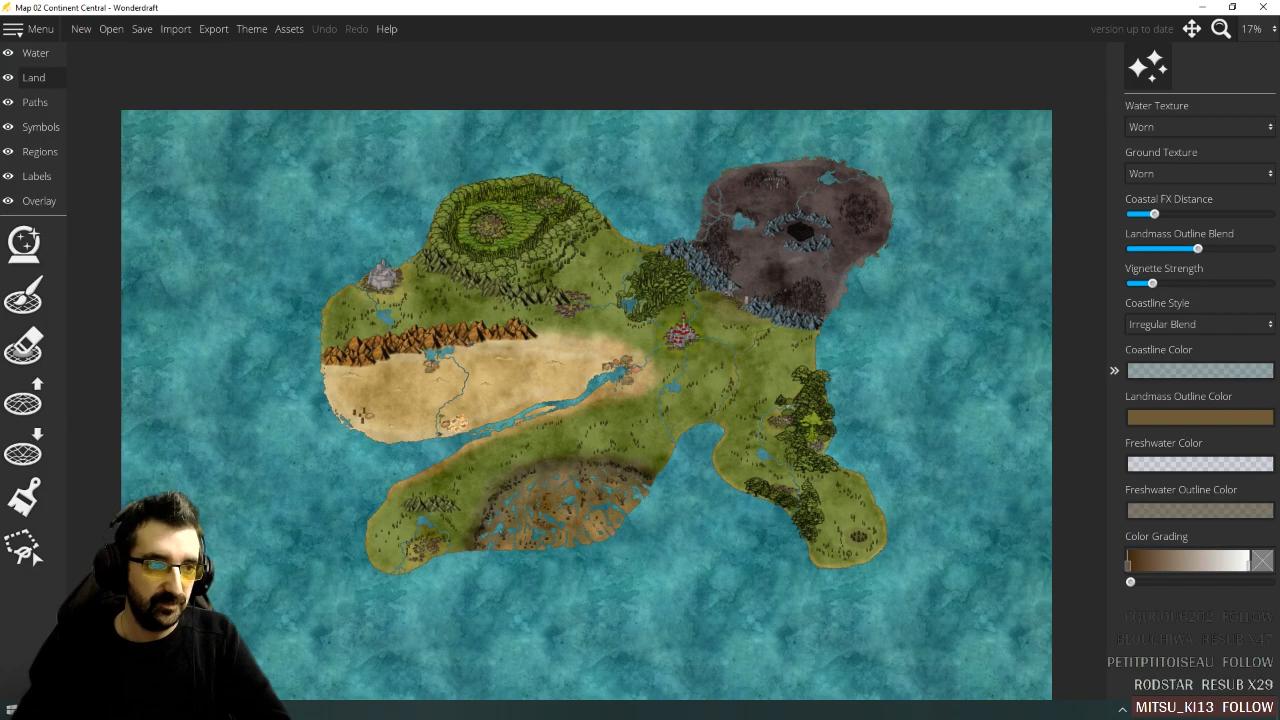 Map 02 Continent Central - Wonderdraft
Menu
New
Open
Save
Import
Export
Theme
Assets
Undo
Redo
Help
version up to date
17%
Water
Land
Paths
Symbols
Regions
Labels
Overlay
Water Texture
Worn
Ground Texture
Worn
Coastal FX Distance
Landmass Outline Blend
Vignette Strength
Coastline Style
Irregular Blend
Coastline Color
Landmass Outline Color
Freshwater Color
Freshwater Outline Color
Color Grading
FOLLOW
RESUB X47
PETITPTITOISEAU FOLLOW
RODSTAR RESUB X29
MITSU_KI13 FOLLOW